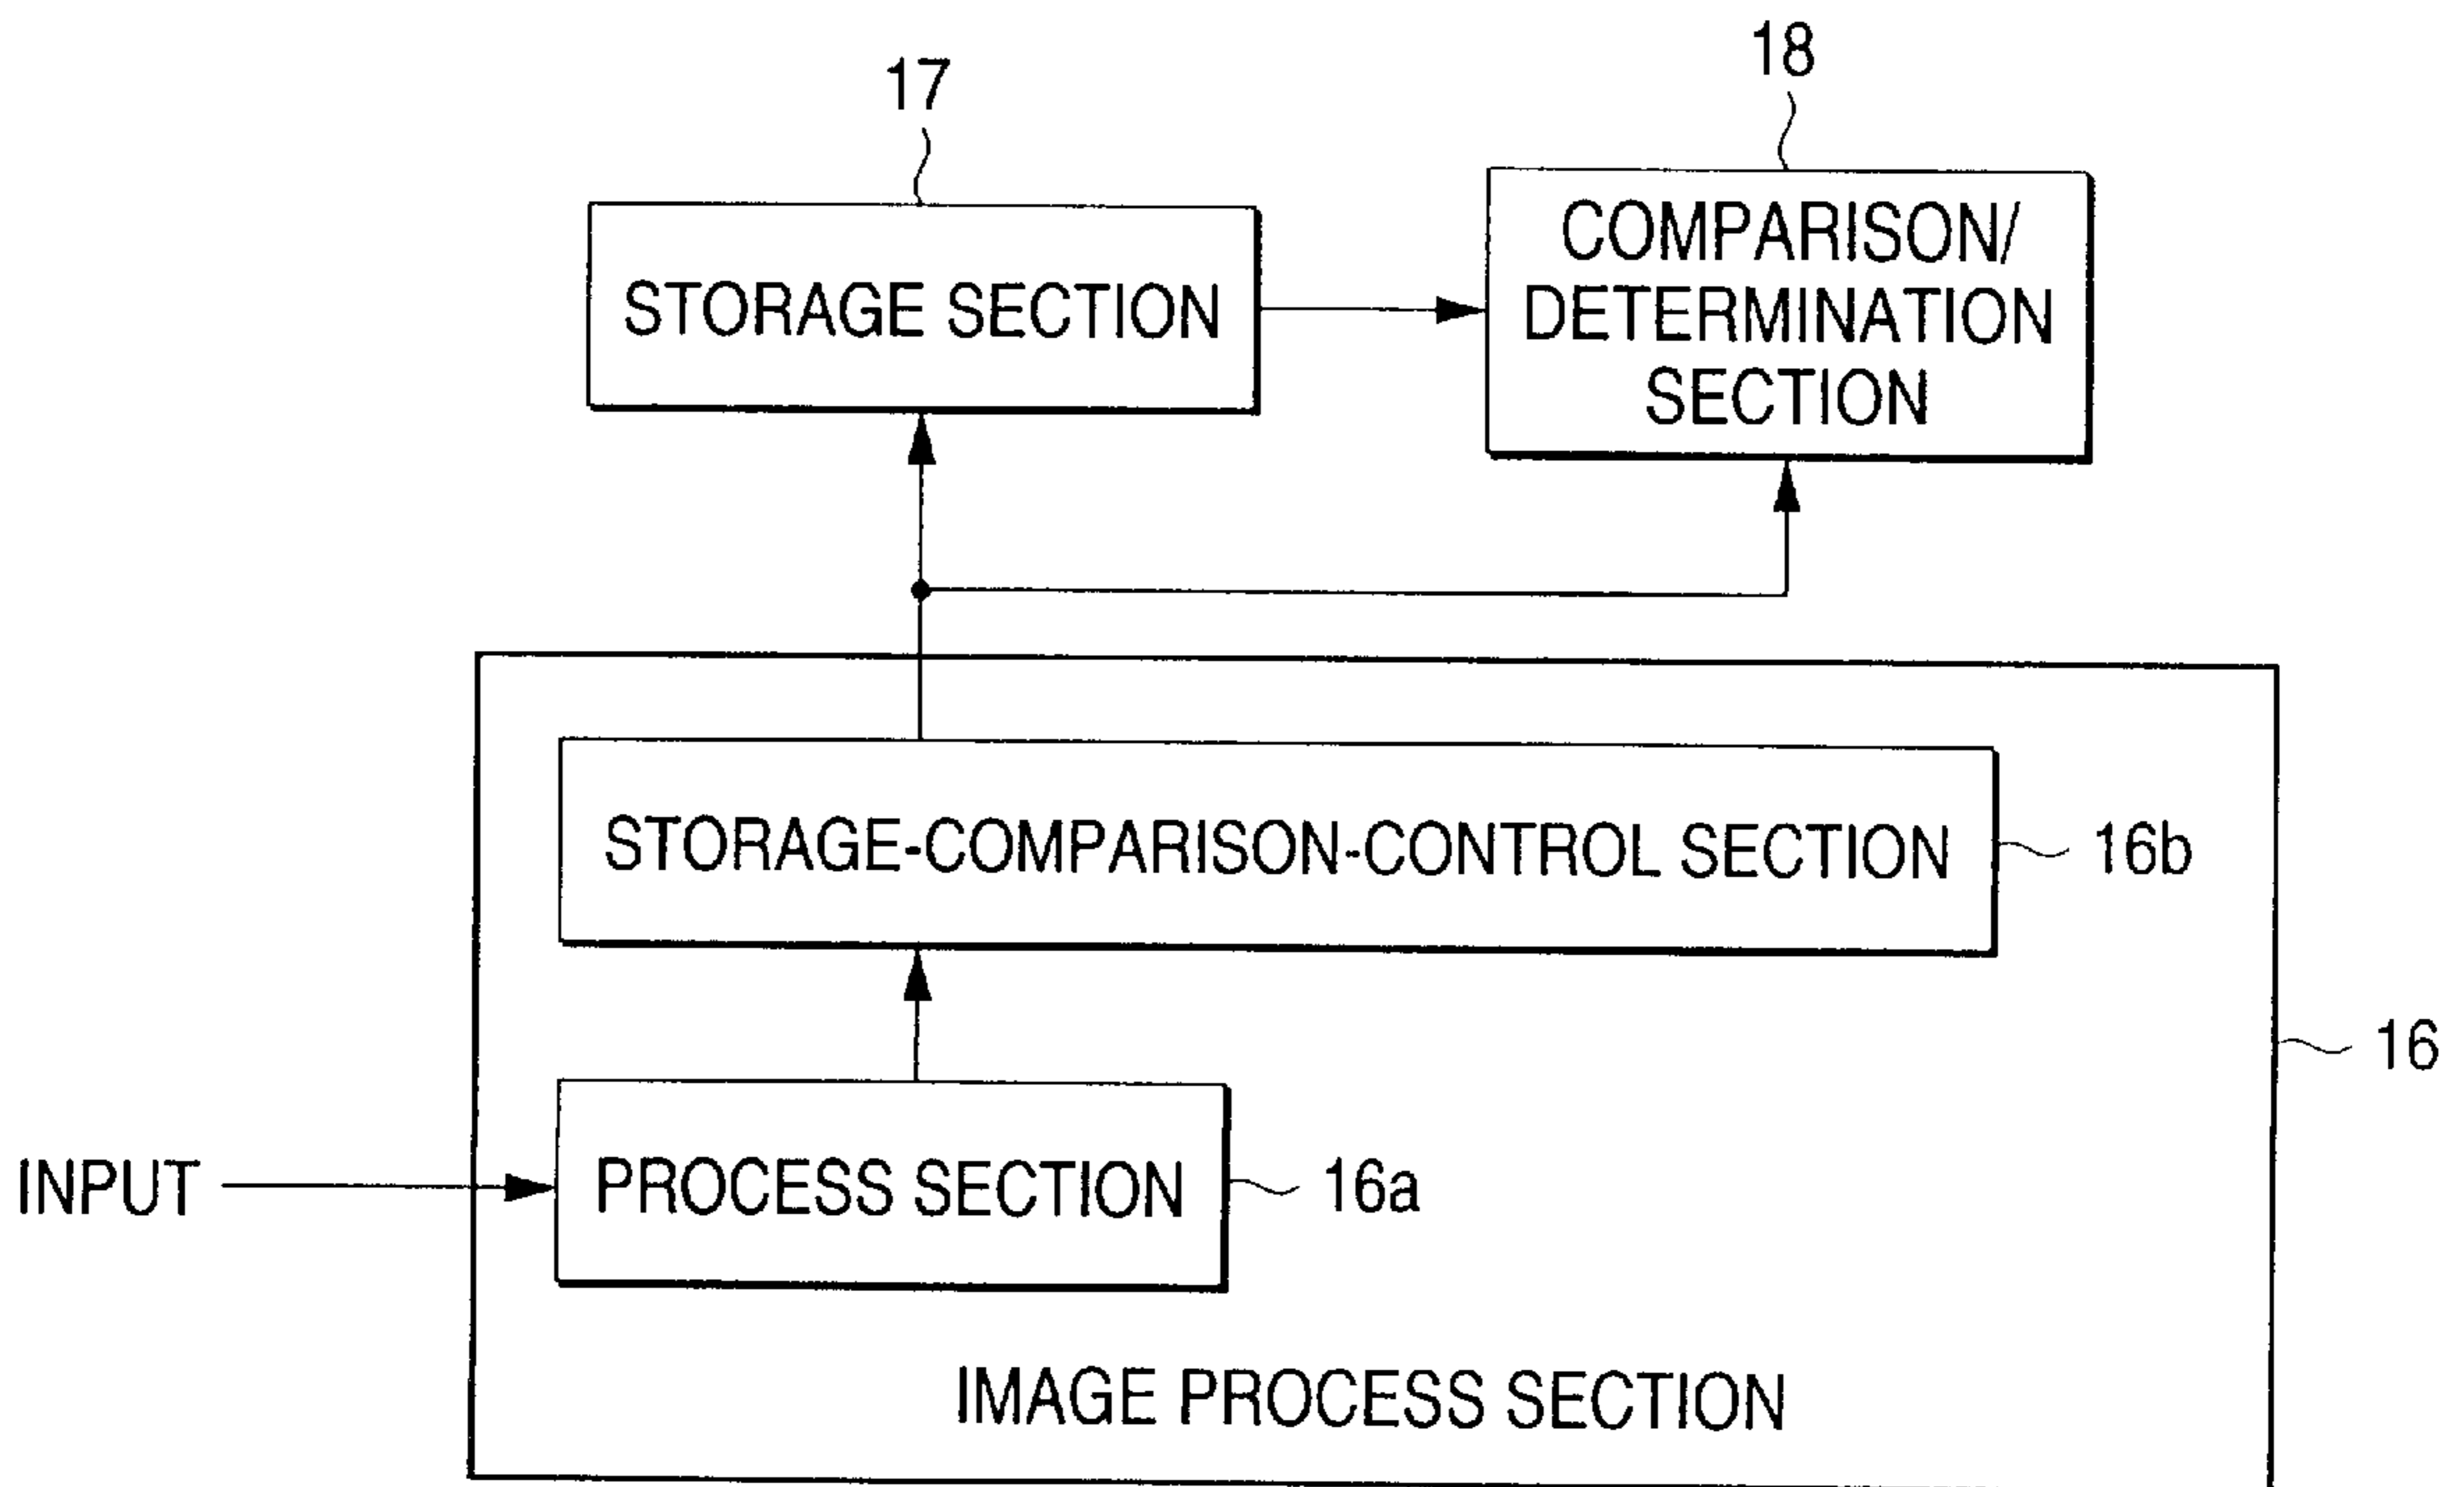 18
17
COMPARISON/
DETERMINATION
SECTION
STORAGE SECTION
STORAGE-COMPARISON-CONTROL SECTION
16b
16
PROCESS SECTION
16a
INPUT
IMAGE PROCESS SECTION